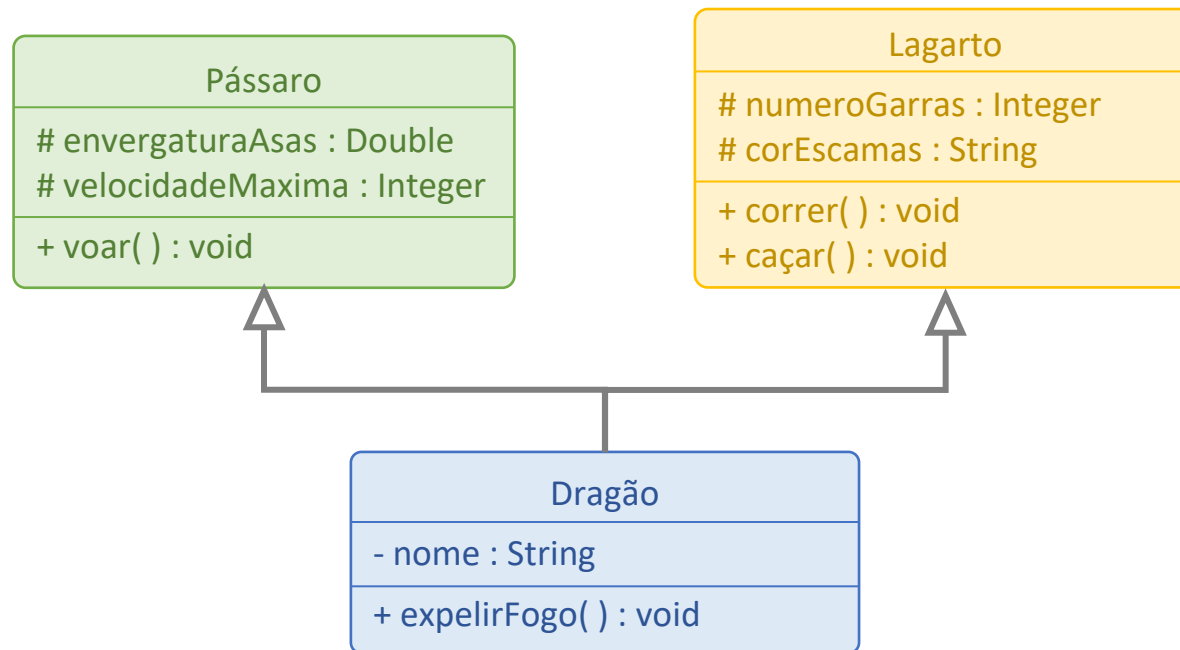 Pássaro
# envergaturaAsas : Double
# velocidadeMaxima : Integer
+ voar( ) : void
Lagarto
# numeroGarras : Integer
# corEscamas : String
+ correr( ) : void
+ caçar( ) : void
Dragão
- nome : String
+ expelirFogo( ) : void